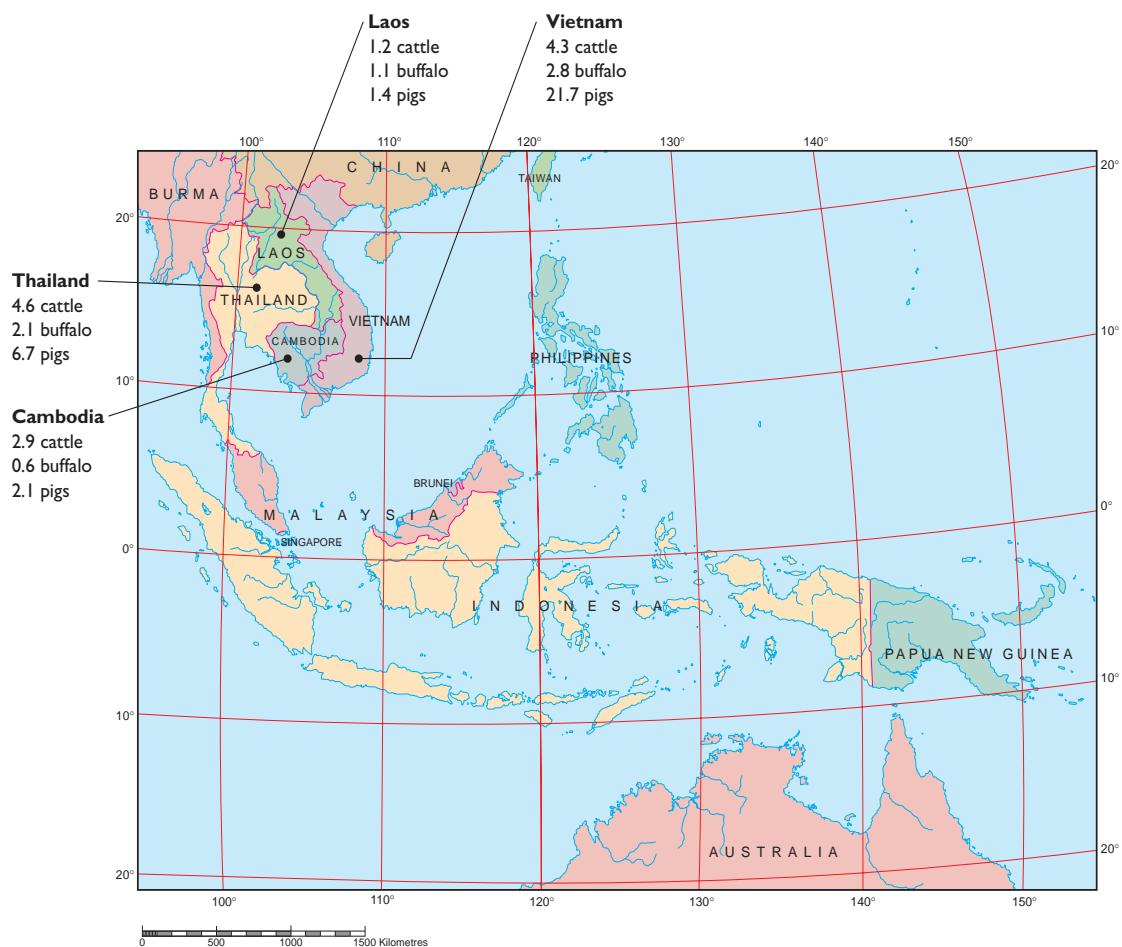 Laos
1.2 cattle
1.1 buffalo
1.4 pigs
Vietnam
4.3 cattle
2.8 buffalo
21.7 pigs
100° 110° 120° 130° 140° 150°
CHINA
BURMA
TAIWAN
20°
20°
LAOS
Thailand
4.6 cattle
2.1 buffalo
6.7 pigs
THAILAND
VIETNAM
CAMBODIA
10°
PHILIPPINES
10°
Cambodia
2.9 cattle
0.6 buffalo
2.1 pigs
BRUNEI
MALAYSIA
0°
SINGAPORE
0°
INDONESIA
PAPUA NEW GUINEA
10°
10°
AUSTRALIA
20°
20°
100° 110° 120° 130° 140° 150°
0 500 1000 1500 Kilometres